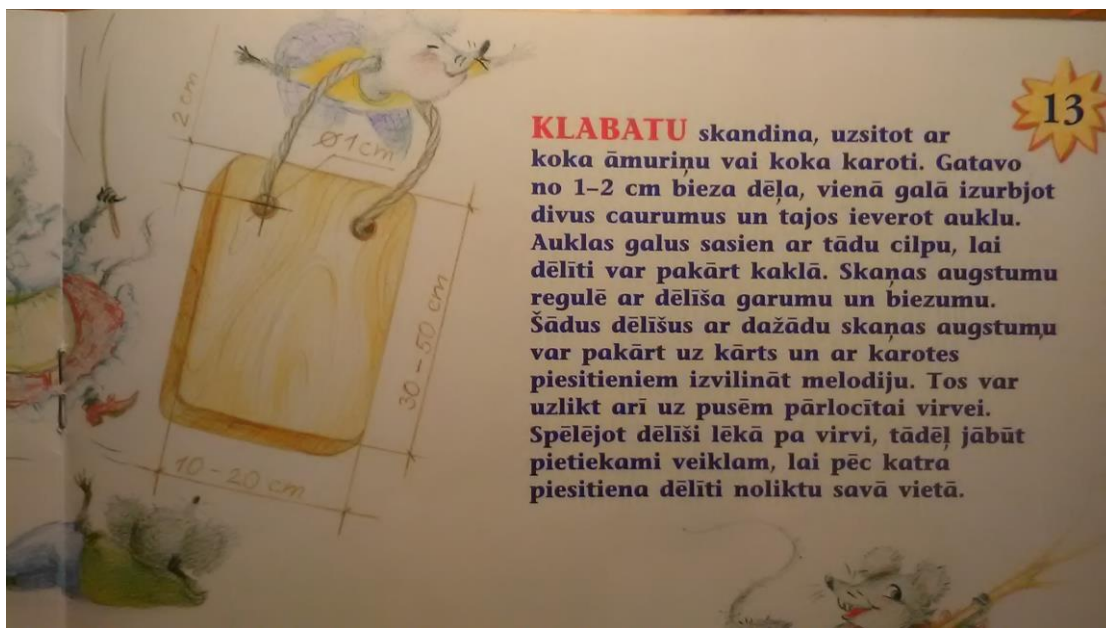 2 cm
Ø1cm
30-50 cm
10-20 cm
13
KLABATU skandina, uzsitot ar
koka āmuriņu vai koka karoti. Gatavo
no 1–2 cm bieza dēļa, vienā galā izurbjot
divus caurumus un tajos ieverot auklu.
Auklas galus sasien ar tādu cilpu, lai
dēlīti var pakārt kaklā. Skaņas augstumu
regulē ar dēlīša garumu un biezumu.
Šādus dēlīšus ar dažādu skaņas augstumu
var pakārt uz kārts un ar karotes
piesitieniem izvilināt melodiju. Tos var
uzlikt arī uz pusēm pārlocītai virvei.
Spēlējot dēlīši lēkā pa virvi, tādēļ jābūt
pietiekami veiklam, lai pēc katra
piesitiena dēlīti noliktu savā vietā.